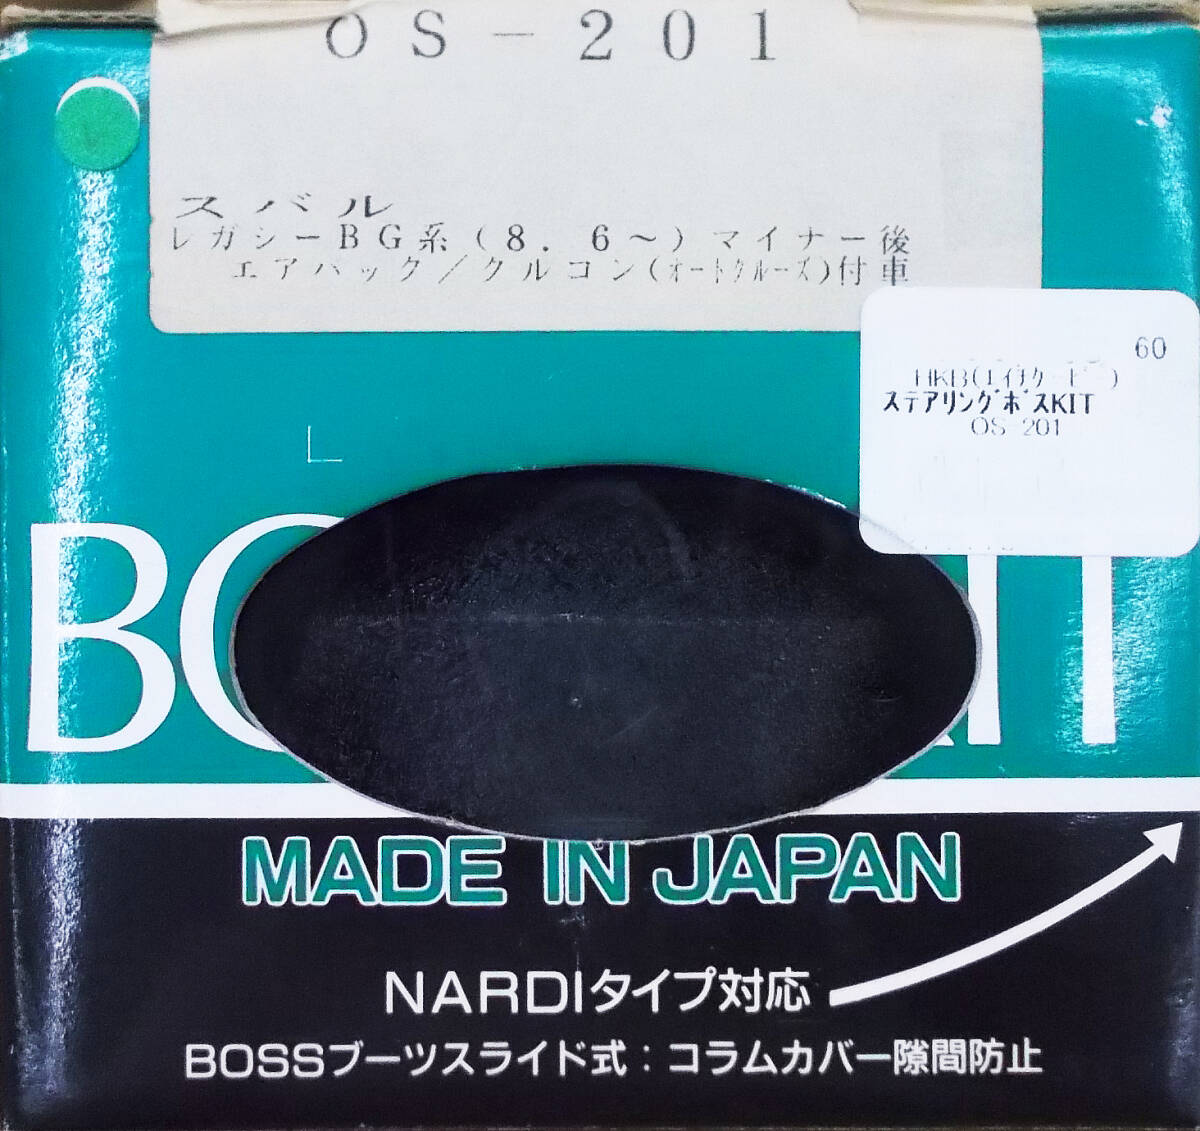 OS-201
スバル
レガシーBG系(8.6~)マイナー後
エアバック/クルコン(オートクルーズ)付車
60
HKB(エイチケービー)
ステアリングボスKIT
OS-201
MADE IN JAPAN
NARDIタイプ対応
BOSSブーツスライド式:コラムカバー隙間防止